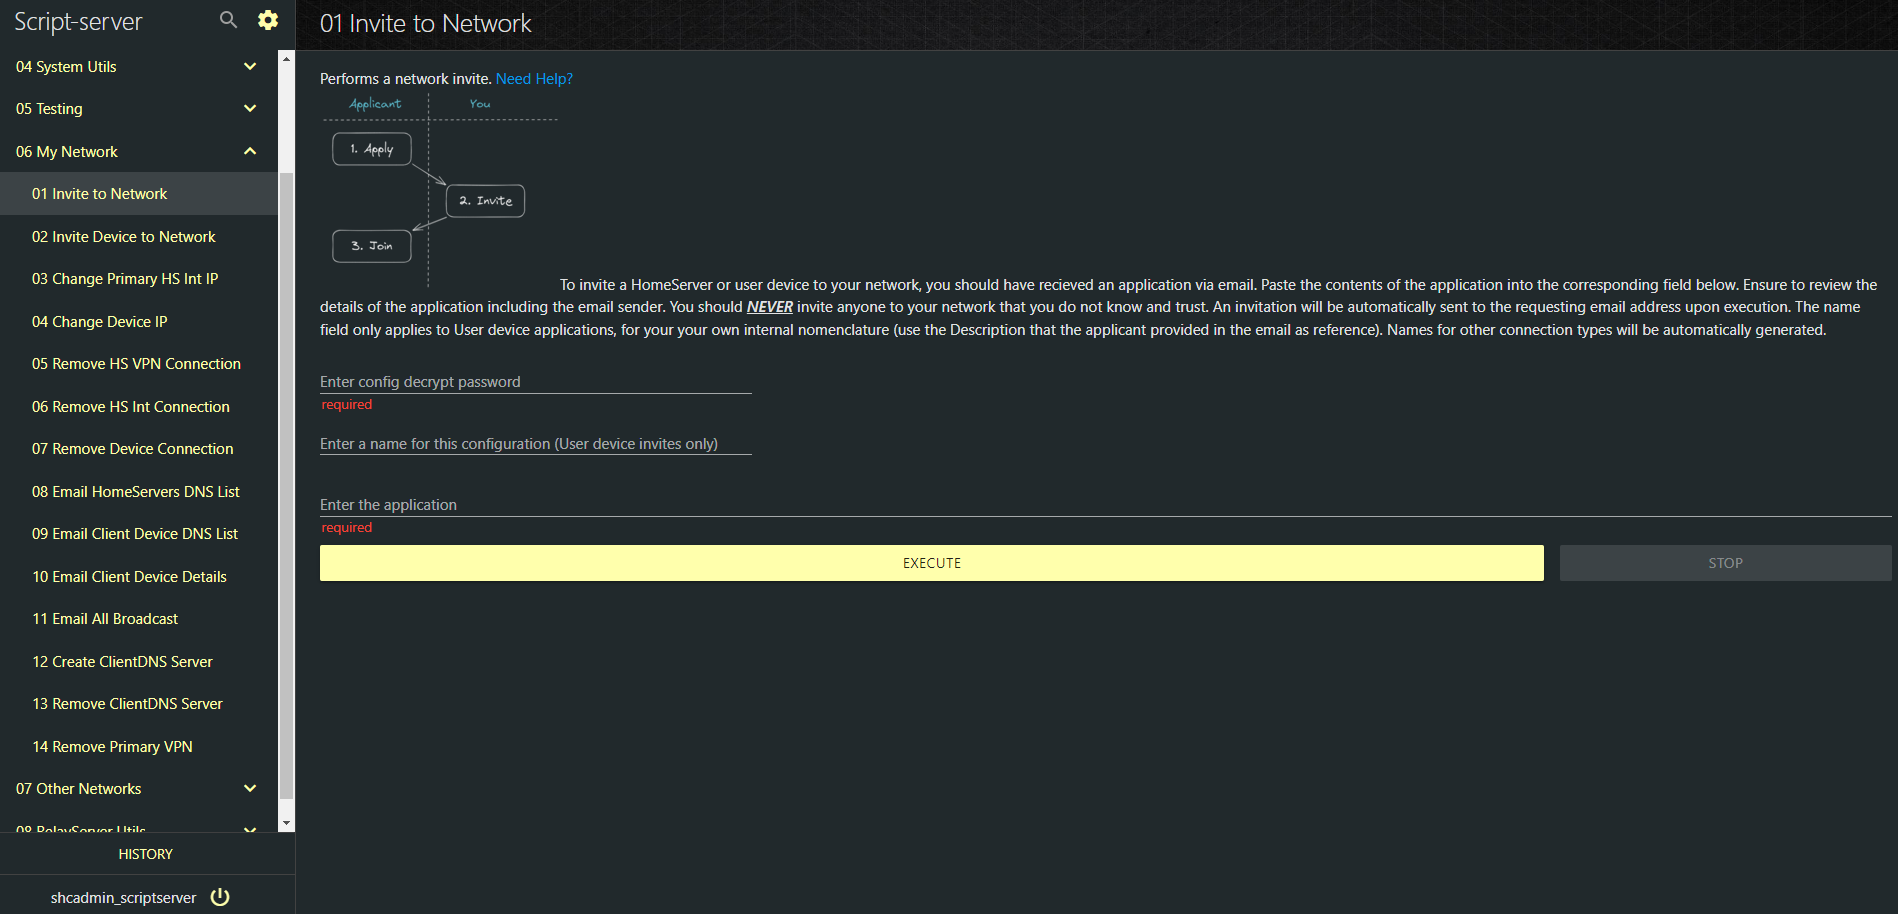 Script-server
04 System Utils
05 Testing
06 My Network
01 Invite to Network
02 Invite Device to Network
03 Change Primary HS Int IP
04 Change Device IP
05 Remove HS VPN Connection
06 Remove HS Int Connection
07 Remove Device Connection
08 Email HomeServers DNS List
09 Email Client Device DNS List
10 Email Client Device Details
11 Email All Broadcast
12 Create ClientDNS Server
13 Remove ClientDNS Server
14 Remove Primary VPN
07 Other Networks
08 RelayServer Utils
HISTORY
shcadmin_scriptserver
01 Invite to Network
Performs a network invite. Need Help?
Applicant You
1. Apply
2. Invite
3. Join
To invite a HomeServer or user device to your network, you should have recieved an application via email. Paste the contents of the application into the corresponding field below. Ensure to review the
details of the application including the email sender. You should NEVER invite anyone to your network that you do not know and trust. An invitation will be automatically sent to the requesting email address upon execution. The name
field only applies to User device applications, for your your own internal nomenclature (use the Description that the applicant provided in the email as reference). Names for other connection types will be automatically generated.
Enter config decrypt password
required
Enter a name for this configuration (User device invites only)
Enter the application
required
EXECUTE
STOP